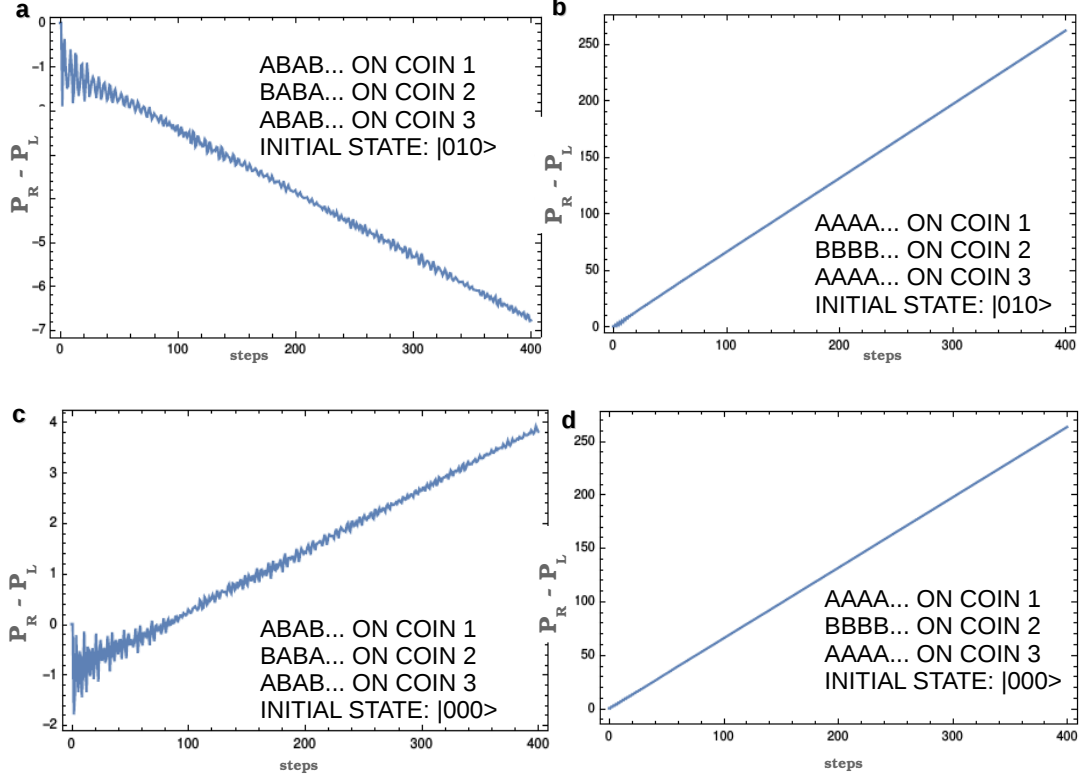 a
0
−1
−5
−6
−7
P_R - P_L
ABAB... ON COIN 1
BABA... ON COIN 2
ABAB... ON COIN 3
INITIAL STATE: |010>
0 100 200 300 400
steps
b
250
200
150
100
50
0
P_R - P_L
AAAA... ON COIN 1
BBBB... ON COIN 2
AAAA... ON COIN 3
INITIAL STATE: |010>
0 100 200 300 400
steps
c
4
3
2
1
0
−1
−2
P_R - P_L
ABAB... ON COIN 1
BABA... ON COIN 2
ABAB... ON COIN 3
INITIAL STATE: |000>
0 100 200 300 400
steps
d
250
200
150
100
50
0
P_R - P_L
AAAA... ON COIN 1
BBBB... ON COIN 2
AAAA... ON COIN 3
INITIAL STATE: |000>
0 100 200 300 400
steps